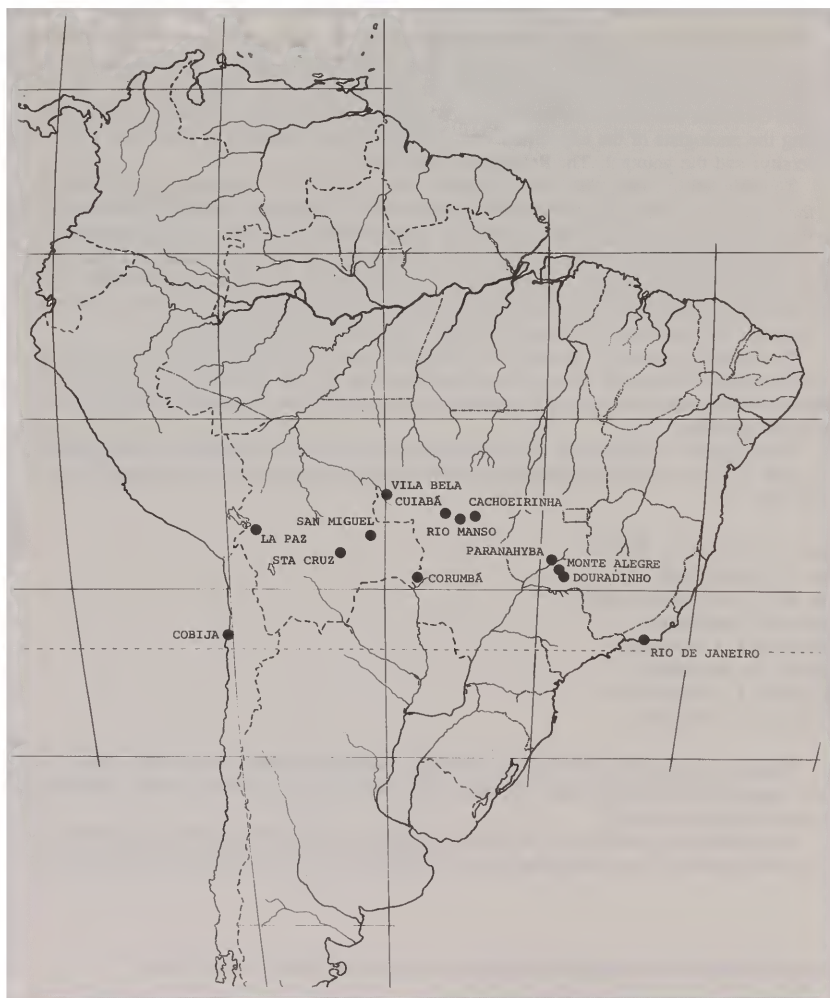 VILA BELA
CUIABÁ
CACHOEIRINHA
SAN MIGUEL
RIO MANSO
LA PAZ
PARANAHYBA
STA CRUZ
MONTE ALEGRE
CORUMBÁ
DOURADINHO
COBIJA
RIO DE JANEIRO